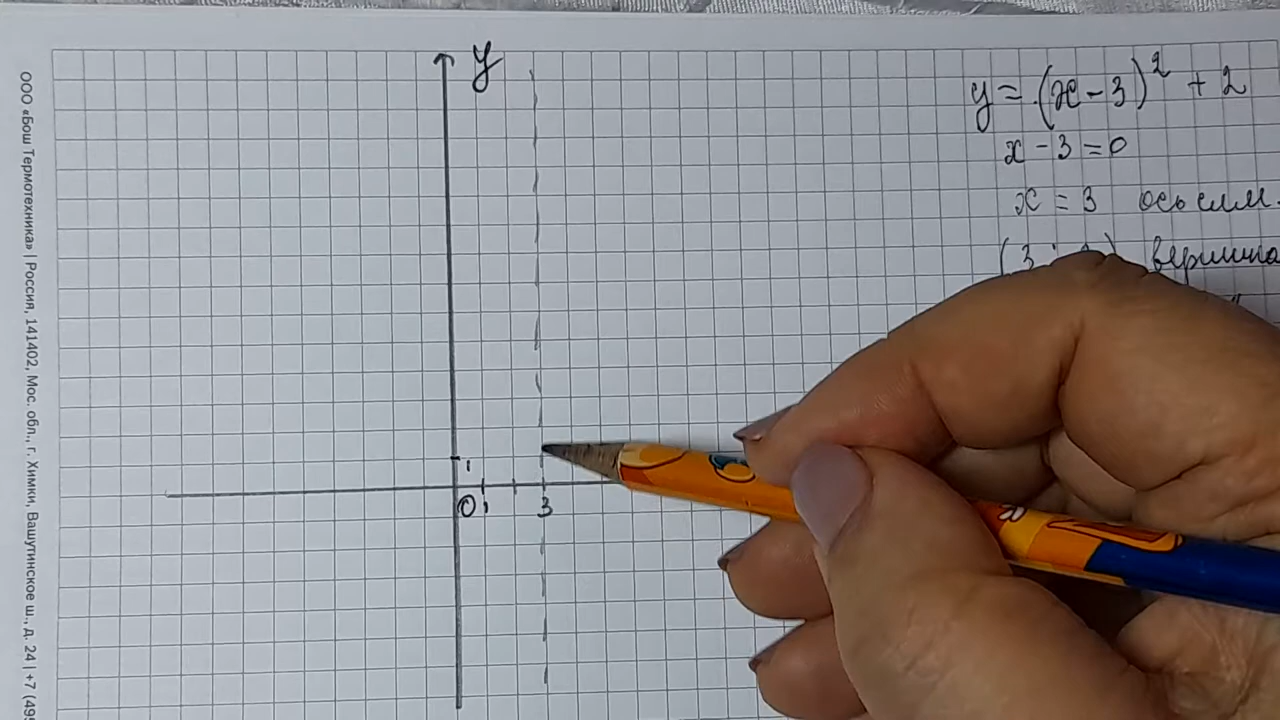 ООО «Бош Термотехника» | Россия, 141402, Мос. обл., г. Химки, Вашутинское ш., д. 24 | +7 (495
y
y = (x - 3)² + 2
x - 3 = 0
x = 3 ось сим.
(3 ; вершина
1
0 1 3